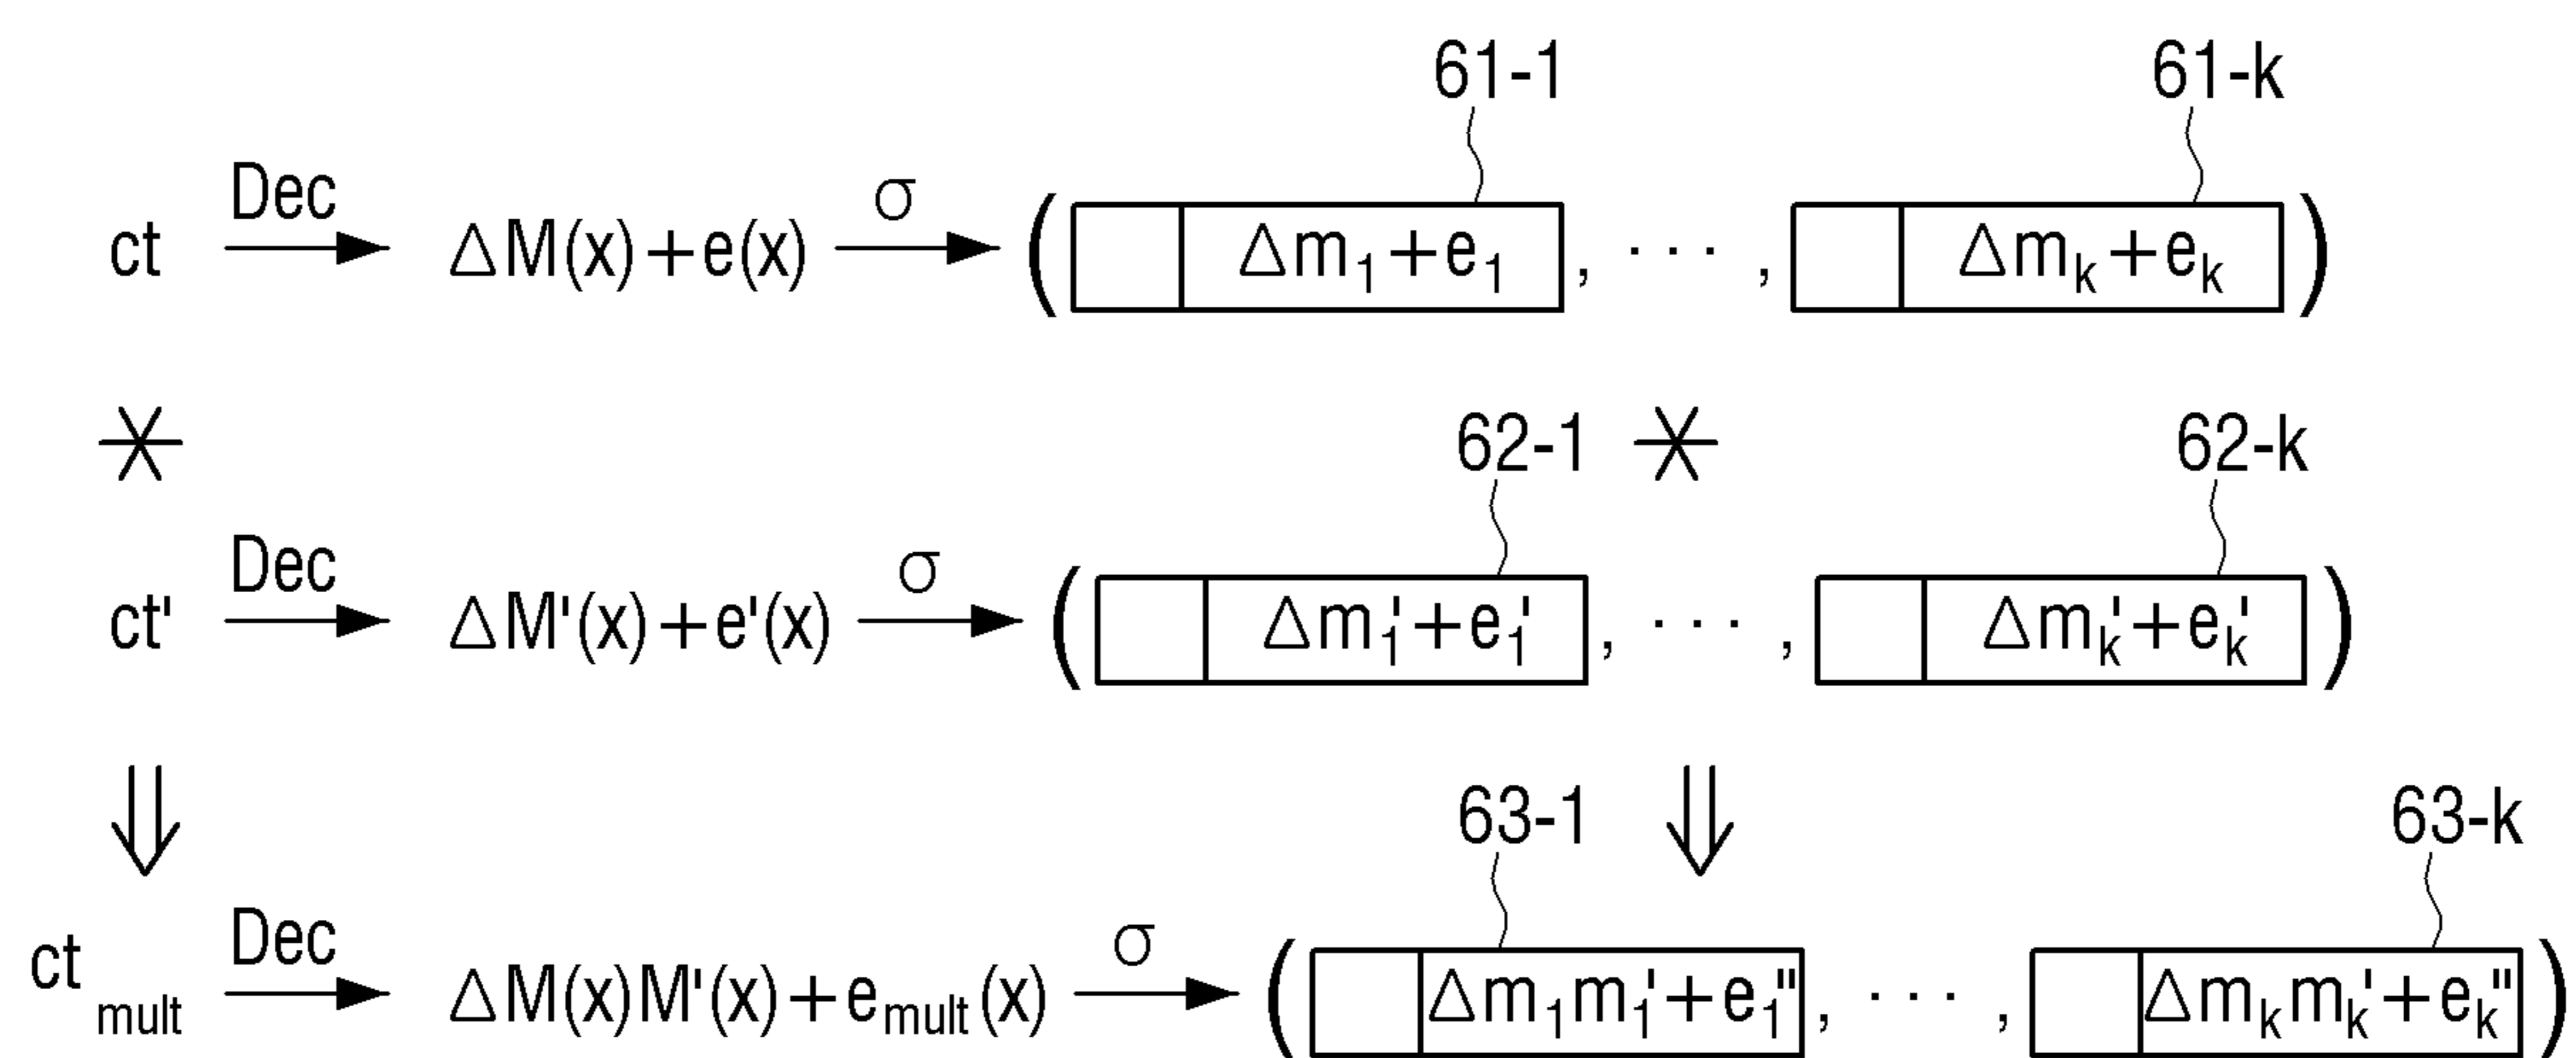 61-1 61-k
ct Dec ΔM(x)+e(x) σ ( Δm₁+e₁, ··· , Δmₖ+eₖ )
* 62-1 * 62-k
ct' Dec ΔM'(x)+e'(x) σ ( Δm₁'+e₁', ··· , Δmₖ'+eₖ' )
63-1 63-k
ct mult Dec ΔM(x)M'(x)+e mult (x) σ ( Δm₁m₁'+e₁", ··· , Δmₖmₖ'+eₖ" )